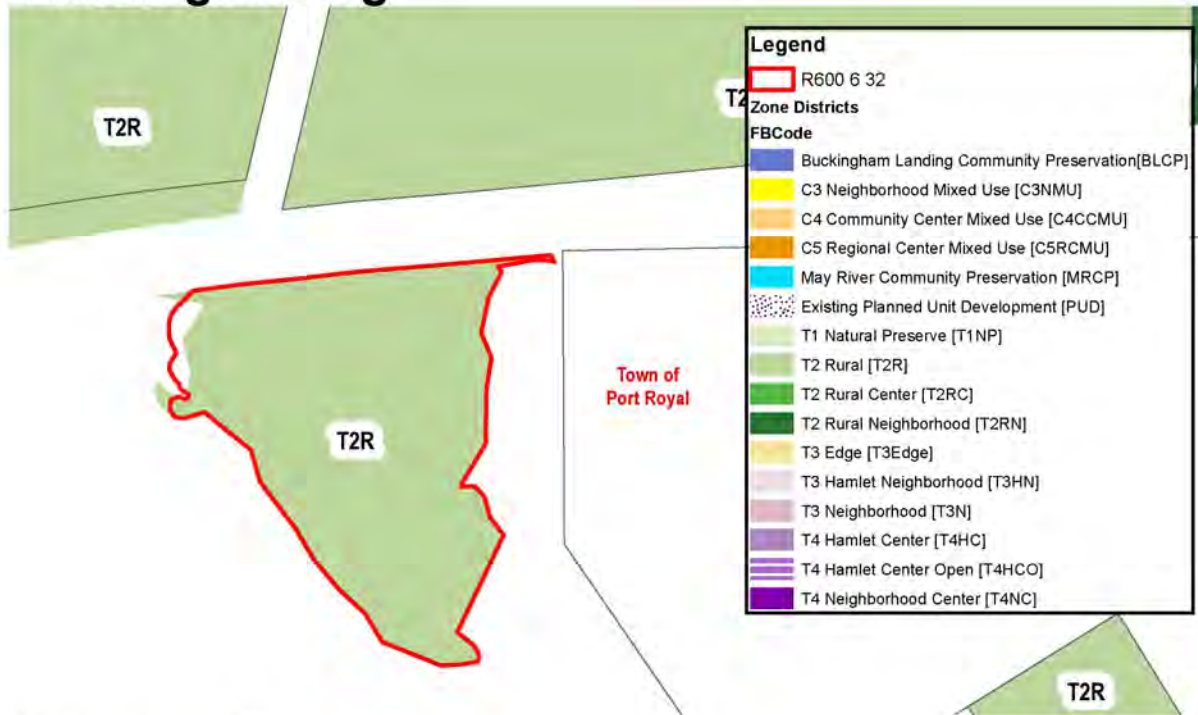 T2R
Legend
R600 6 32
Zone Districts
FBCode
Buckingham Landing Community Preservation[BLCP]
C3 Neighborhood Mixed Use [C3NMU]
C4 Community Center Mixed Use [C4CCMU]
C5 Regional Center Mixed Use [C5RCMU]
May River Community Preservation [MRCP]
Existing Planned Unit Development [PUD]
T1 Natural Preserve [T1NP]
T2 Rural [T2R]
T2 Rural Center [T2RC]
T2 Rural Neighborhood [T2RN]
T3 Edge [T3Edge]
T3 Hamlet Neighborhood [T3HN]
T3 Neighborhood [T3N]
T4 Hamlet Center [T4HC]
T4 Hamlet Center Open [T4HCO]
T4 Neighborhood Center [T4NC]
Town of
Port Royal
T2R
T2R